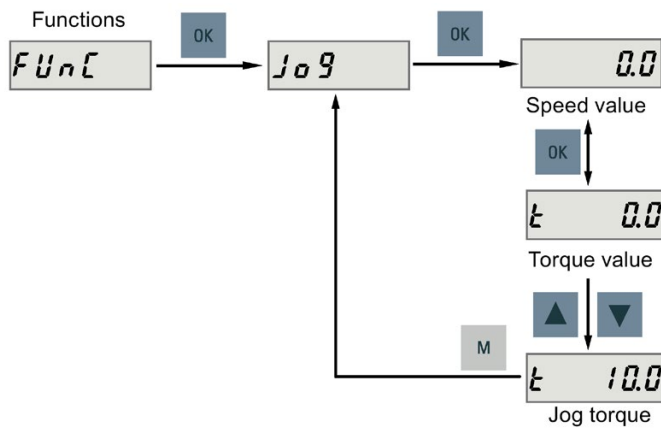 Functions
OK
OK
FUnC
Jog
0.0
Speed value
OK
t 0.0
Torque value
M
t 10.0
Jog torque